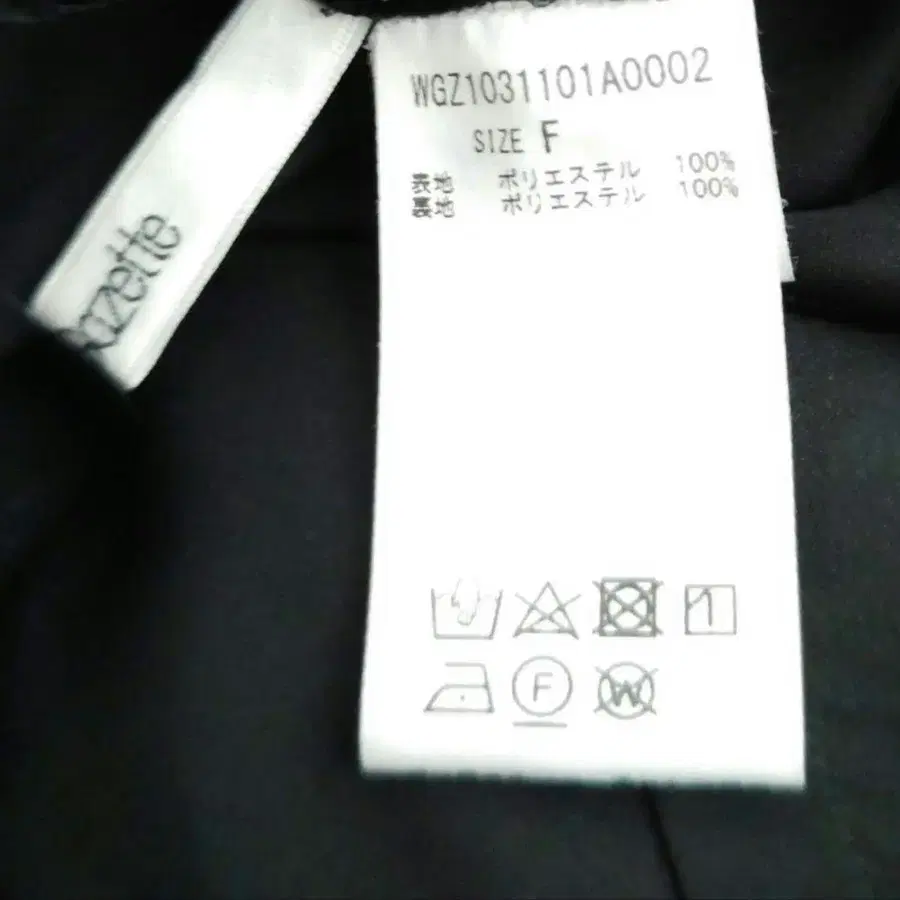 WGZ1031101A0002
SIZE F
表地 ポリエステル 100%
裏地 ポリエステル 100%
1
F
W